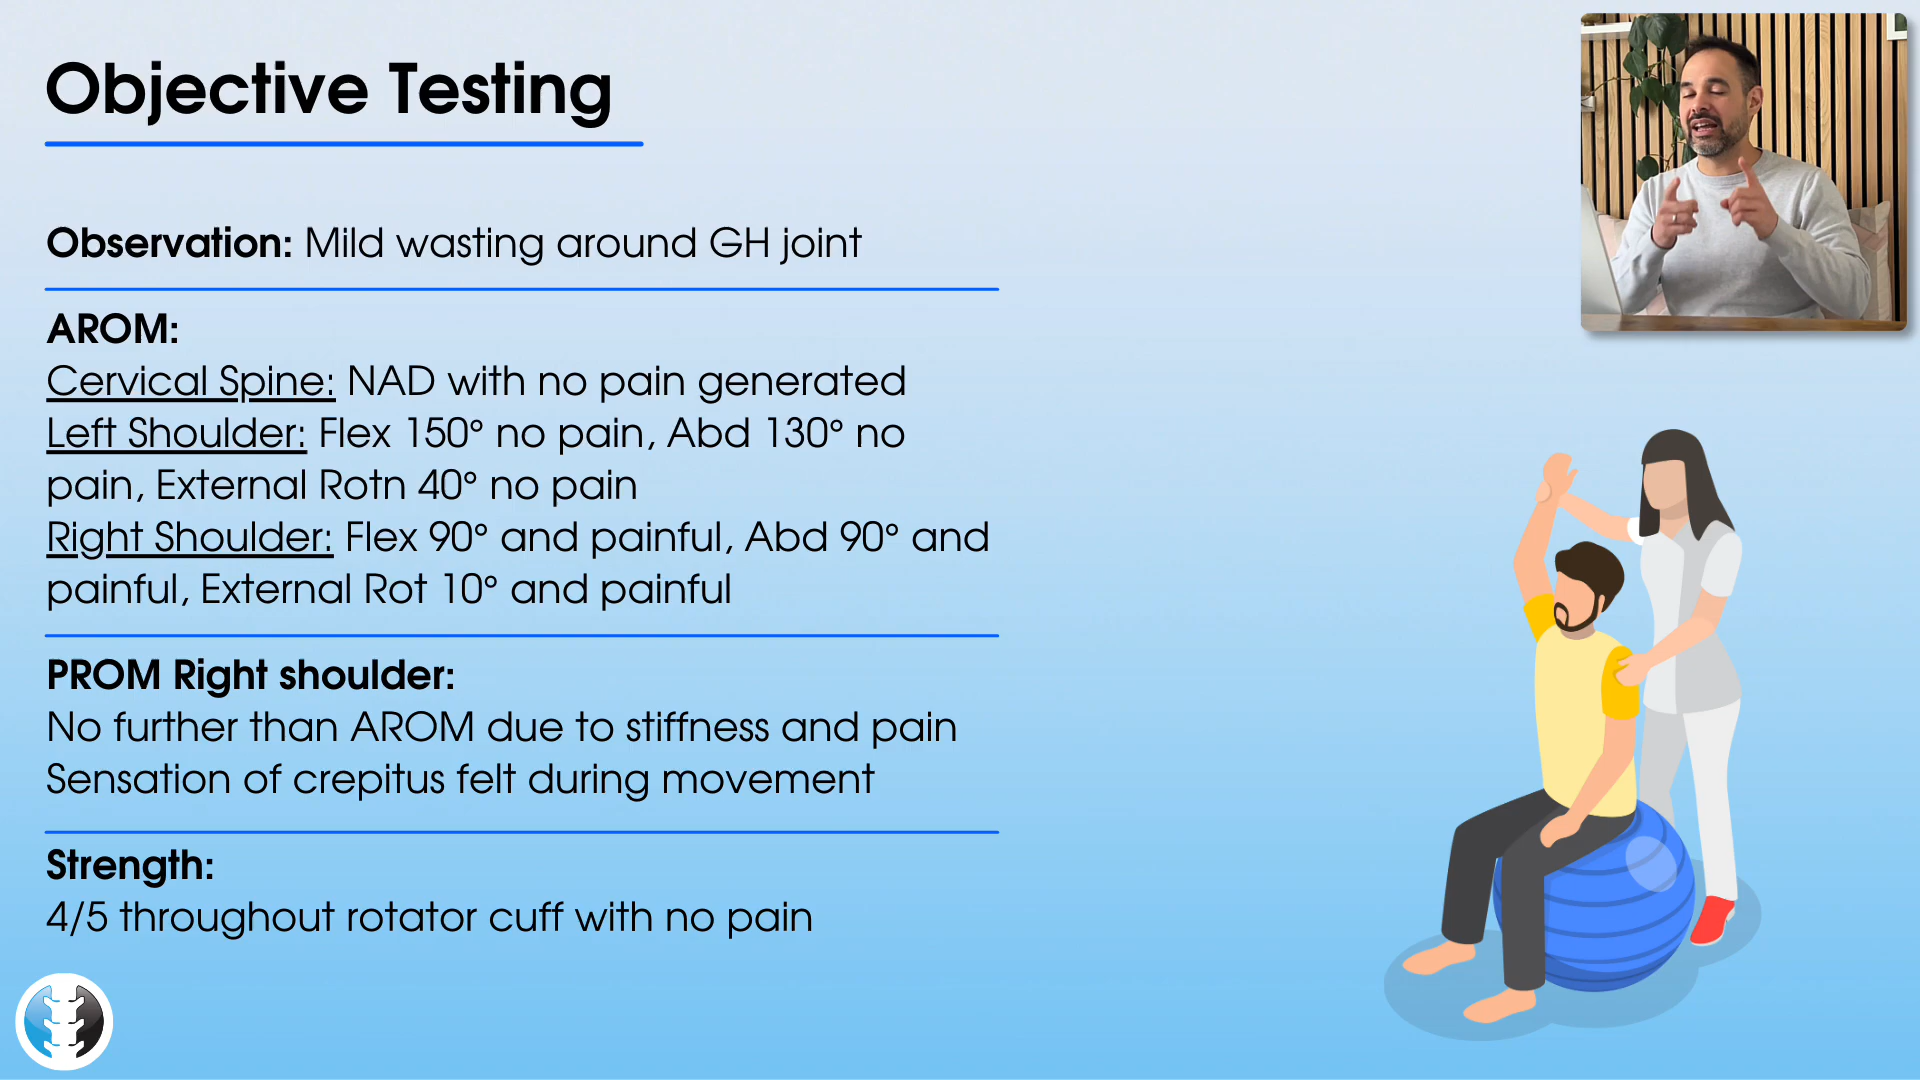 Objective Testing
Observation: Mild wasting around GH joint
AROM:
Cervical Spine: NAD with no pain generated
Left Shoulder: Flex 150° no pain, Abd 130° no
pain, External Rotn 40° no pain
Right Shoulder: Flex 90° and painful, Abd 90° and
painful, External Rot 10° and painful
PROM Right shoulder:
No further than AROM due to stiffness and pain
Sensation of crepitus felt during movement
Strength:
4/5 throughout rotator cuff with no pain